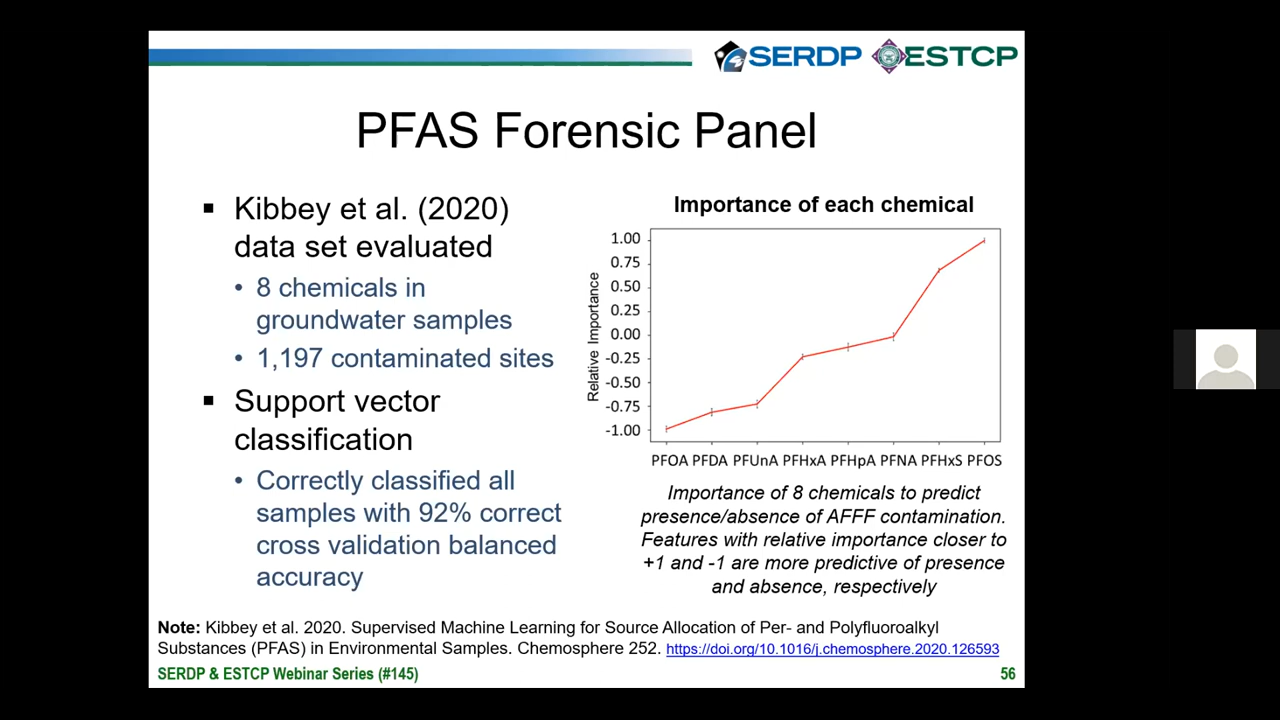 SERDP ESTCP
PFAS Forensic Panel
▪ Kibbey et al. (2020)
data set evaluated
• 8 chemicals in
groundwater samples
• 1,197 contaminated sites
▪ Support vector
classification
• Correctly classified all
samples with 92% correct
cross validation balanced
accuracy
Importance of each chemical
Relative Importance
1.00
0.75
0.50
0.25
0.00
-0.25
-0.50
-0.75
-1.00
PFOA PFDA PFUnA PFHxA PFHpA PFNA PFHxS PFOS
Importance of 8 chemicals to predict
presence/absence of AFFF contamination.
Features with relative importance closer to
+1 and -1 are more predictive of presence
and absence, respectively
Note: Kibbey et al. 2020. Supervised Machine Learning for Source Allocation of Per- and Polyfluoroalkyl
Substances (PFAS) in Environmental Samples. Chemosphere 252. https://doi.org/10.1016/j.chemosphere.2020.126593
SERDP & ESTCP Webinar Series (#145)
56